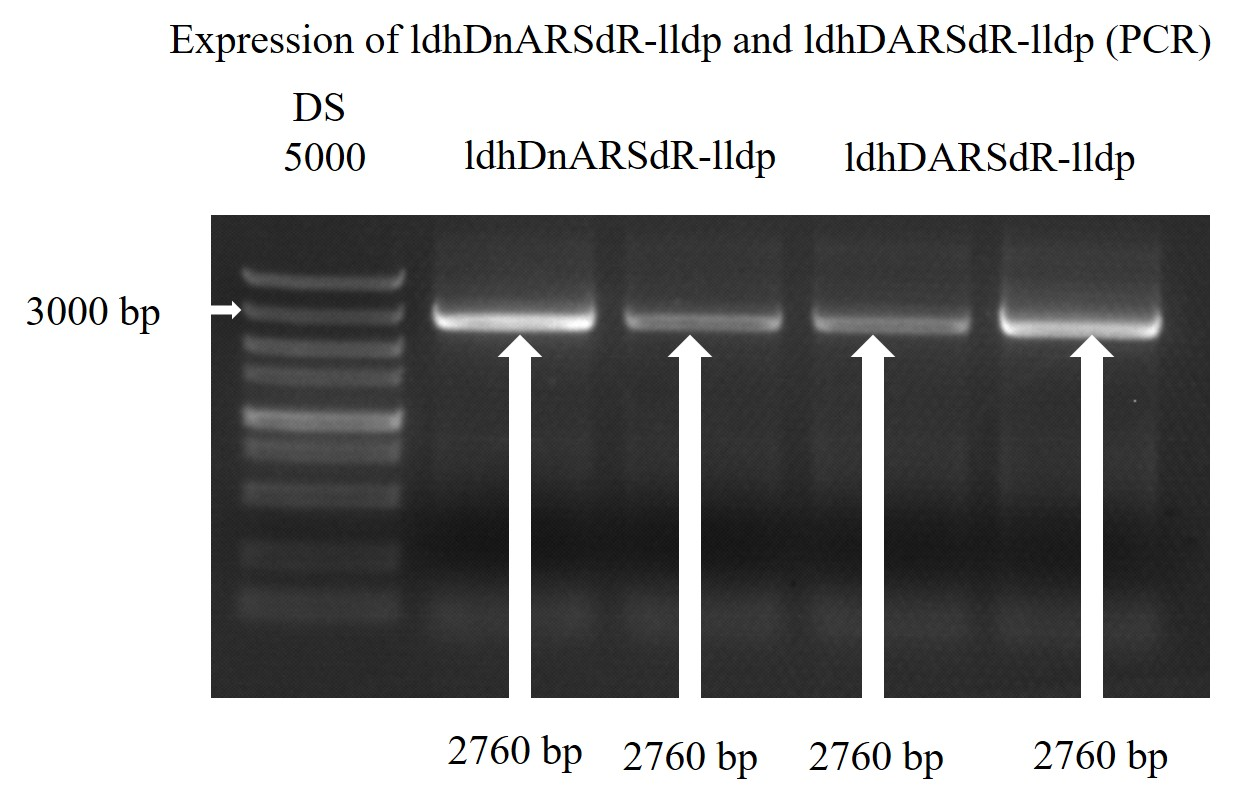 Expression of ldhDnARSdR-lldp and ldhDARSdR-lldp (PCR)
DS
5000
ldhDnARSdR-lldp
ldhDARSdR-lldp
3000 bp
2760 bp
2760 bp
2760 bp
2760 bp